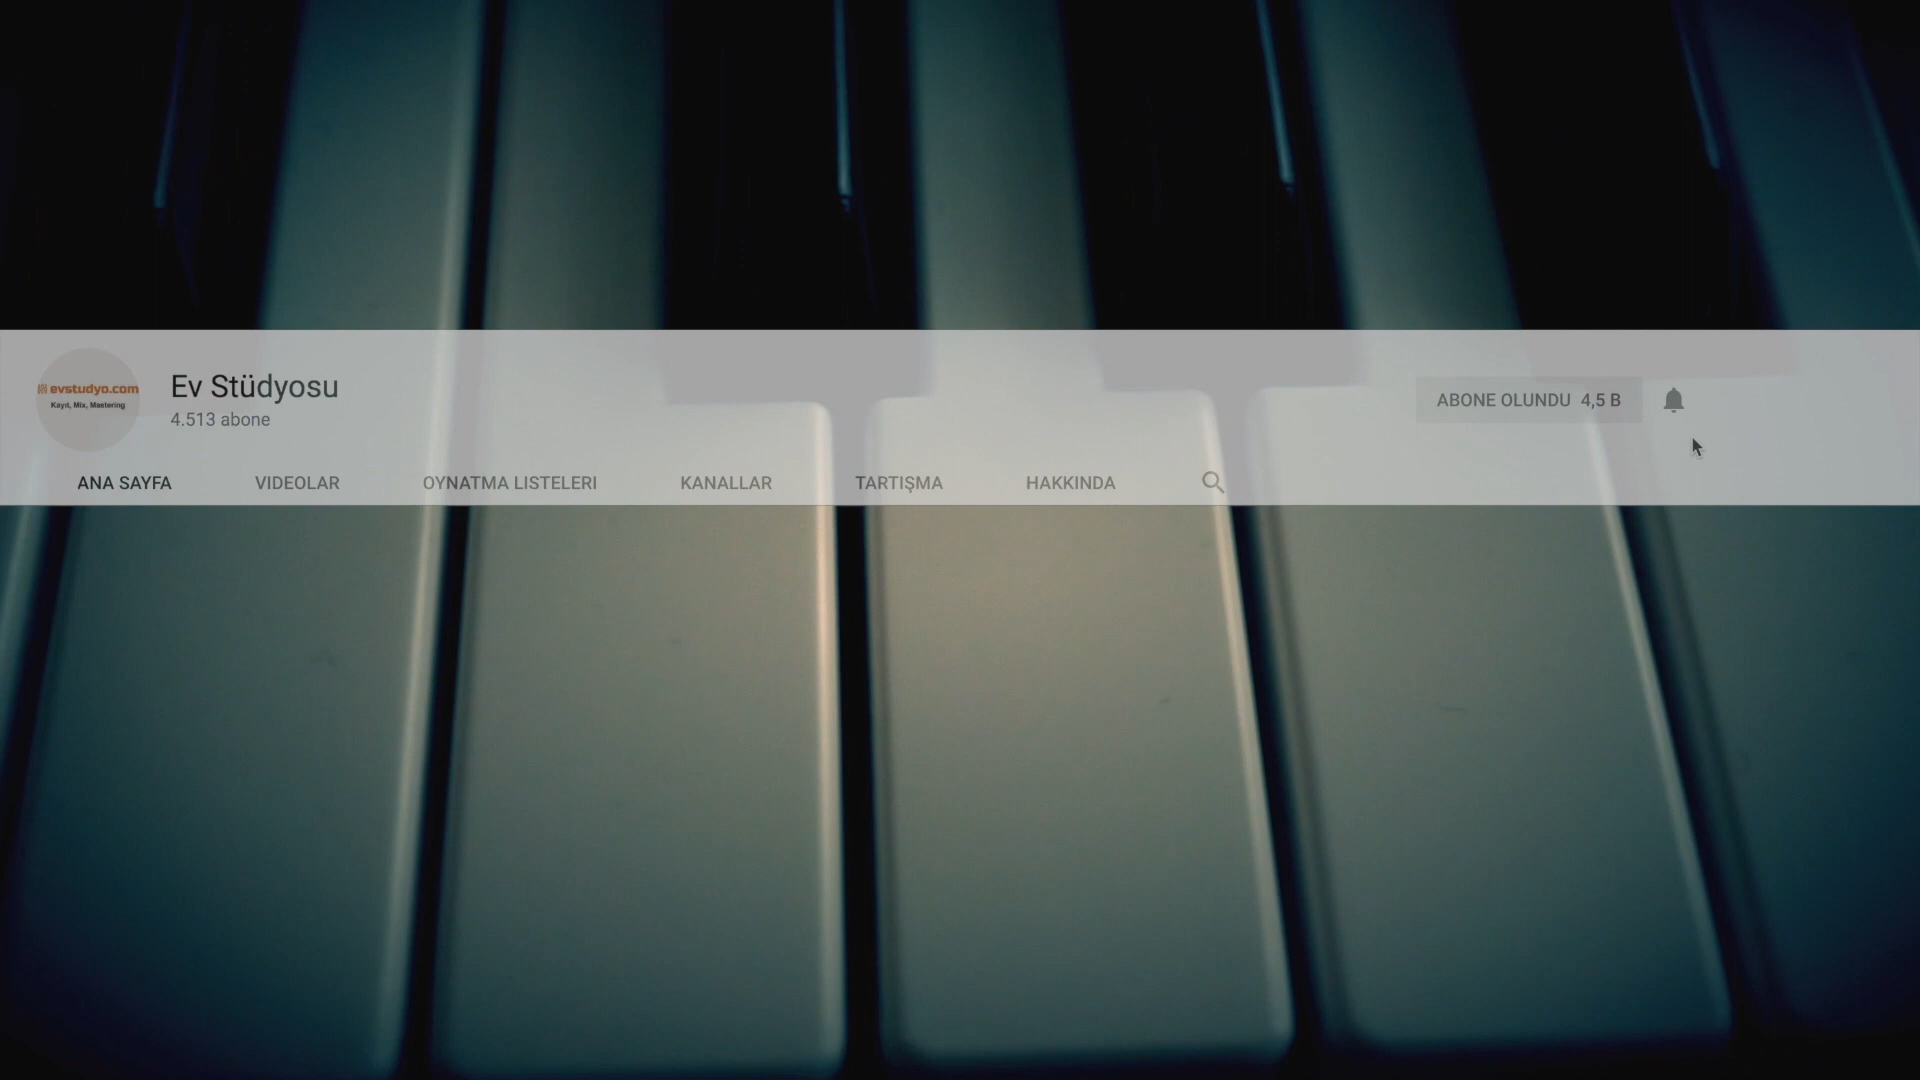 evstudyo.com
Kayıt, Mix, Mastering
Ev Stüdyosu
4.513 abone
ABONE OLUNDU 4,5 B
ANA SAYFA VIDEOLAR OYNATMA LISTELERI KANALLAR TARTIŞMA HAKKINDA